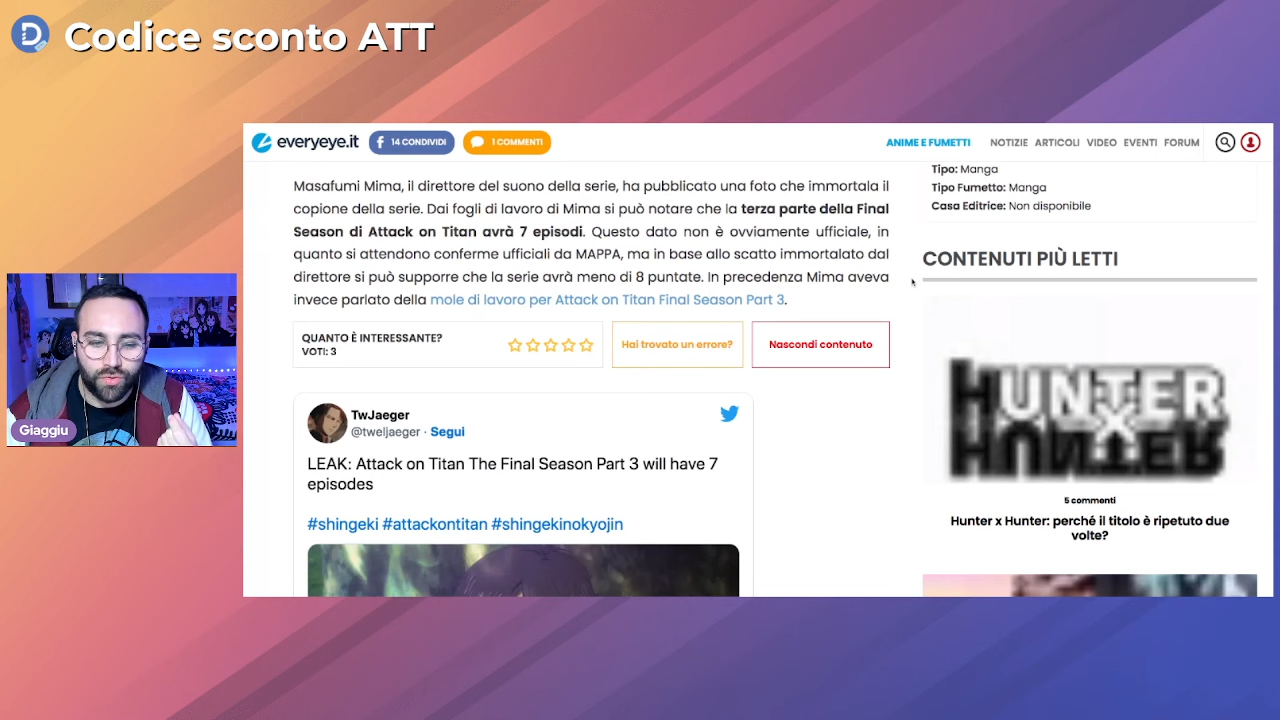 Codice sconto ATT
everyeye.it
14 CONDIVIDI
1 COMMENTI
ANIME E FUMETTI NOTIZIE ARTICOLI VIDEO EVENTI FORUM
Masafumi Mima, il direttore del suono della serie, ha pubblicato una foto che immortala il
copione della serie. Dai fogli di lavoro di Mima si può notare che la terza parte della Final
Season di Attack on Titan avrà 7 episodi. Questo dato non è ovviamente ufficiale, in
quanto si attendono conferme ufficiali da MAPPA, ma in base allo scatto immortalato dal
direttore si può supporre che la serie avrà meno di 8 puntate. In precedenza Mima aveva
invece parlato della mole di lavoro per Attack on Titan Final Season Part 3.
QUANTO È INTERESSANTE?
VOTI: 3
Hai trovato un errore?
Nascondi contenuto
TwJaeger
@tweljaeger · Segui
LEAK: Attack on Titan The Final Season Part 3 will have 7
episodes
#shingeki #attackontitan #shingekinokyojin
Tipo: Manga
Tipo Fumetto: Manga
Casa Editrice: Non disponibile
CONTENUTI PIÙ LETTI
HUNTER
X
HUNTER
5 commenti
Hunter x Hunter: perché il titolo è ripetuto due
volte?
Giaggiu
D